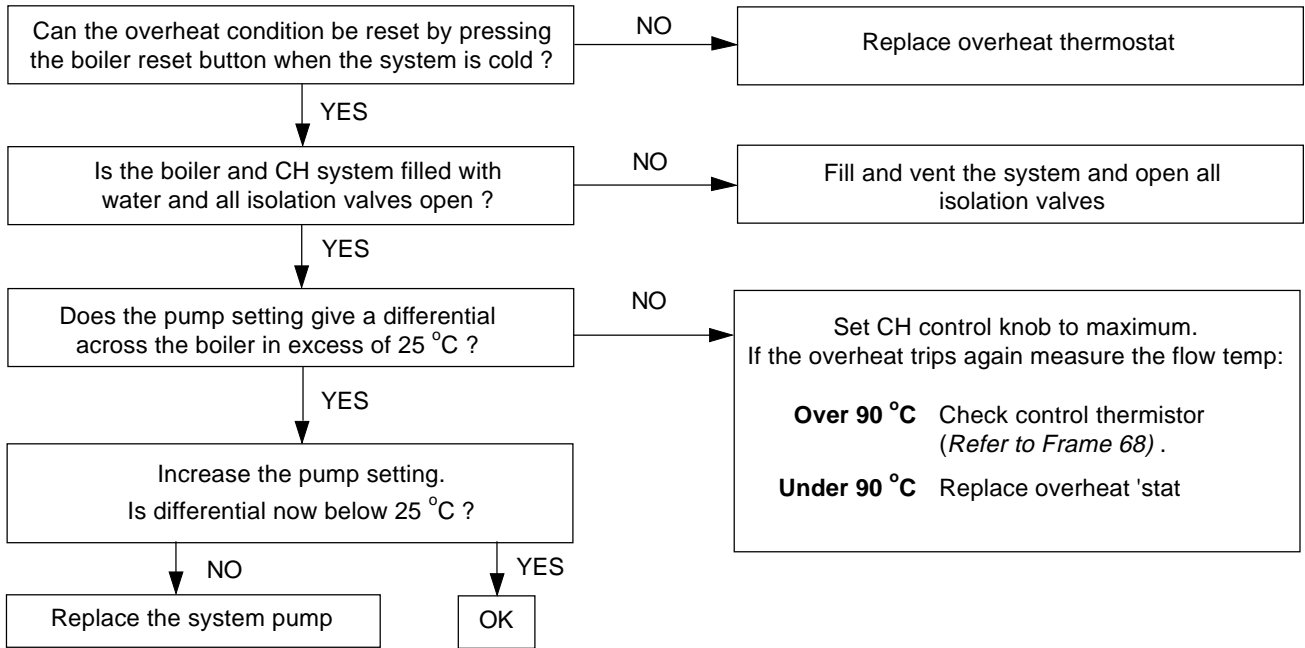 Can the overheat condition be reset by pressing
the boiler reset button when the system is cold ?
NO
Replace overheat thermostat
YES
Is the boiler and CH system filled with
water and all isolation valves open ?
NO
Fill and vent the system and open all
isolation valves
YES
Does the pump setting give a differential
across the boiler in excess of 25 °C ?
NO
Set CH control knob to maximum.
If the overheat trips again measure the flow temp:
Over 90 °C Check control thermistor
(Refer to Frame 68) .
Under 90 °C Replace overheat 'stat
YES
Increase the pump setting.
Is differential now below 25 °C ?
NO
YES
Replace the system pump
OK